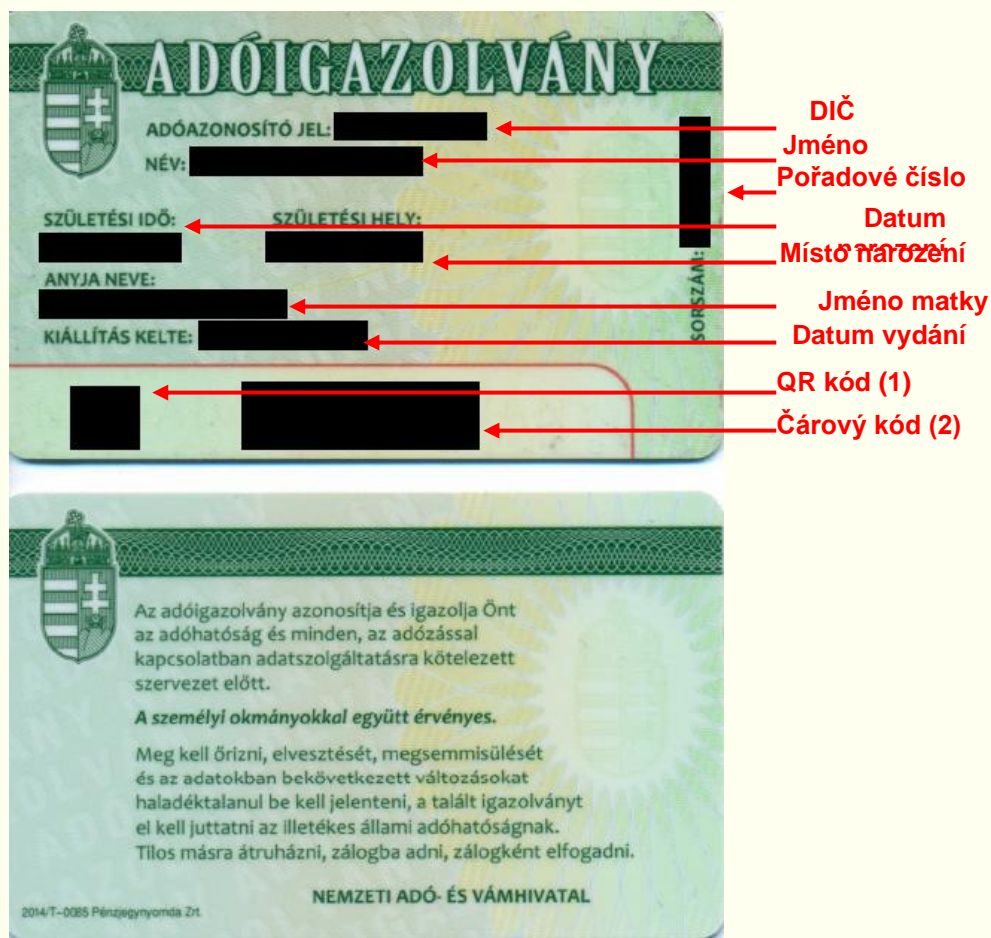 ADÓIGAZOLVÁNY
ADÓAZONOSÍTÓ JEL:
DIČ
NÉV:
Jméno
Pořadové číslo
SZÜLETÉSI IDŐ:
SZÜLETÉSI HELY:
Datum
narození
Místo narození
ANYJA NEVE:
SORSZÁM:
Jméno matky
KIÁLLÍTÁS KELTE:
Datum vydání
QR kód (1)
Čárový kód (2)
Az adóigazolvány azonosítja és igazolja Önt
az adóhatóság és minden, az adózással
kapcsolatban adatszolgáltatásra kötelezett
szervezet előtt.
A személyi okmányokkal együtt érvényes.
Meg kell őrizni, elvesztését, megsemmisülését
és az adatokban bekövetkezett változásokat
haladéktalanul be kell jelenteni, a talált igazolványt
el kell juttatni az illetékes állami adóhatóságnak.
Tilos másra átruházni, zálogba adni, zálogként elfogadni.
NEMZETI ADÓ- ÉS VÁMHIVATAL
2014/T-0085 Pénzjegynyomda Zrt.